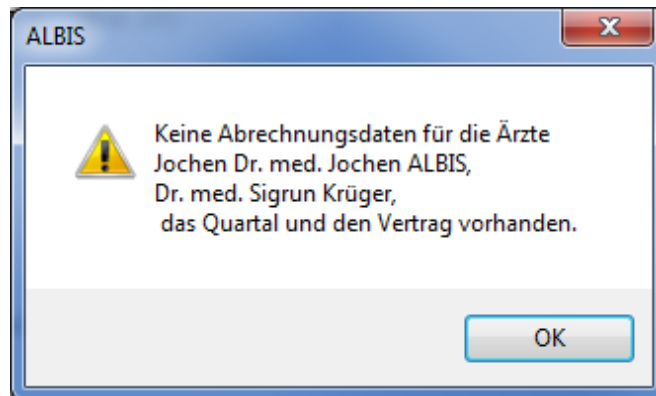 ALBIS
Keine Abrechnungsdaten für die Ärzte
Jochen Dr. med. Jochen ALBIS,
Dr. med. Sigrun Krüger,
das Quartal und den Vertrag vorhanden.
OK